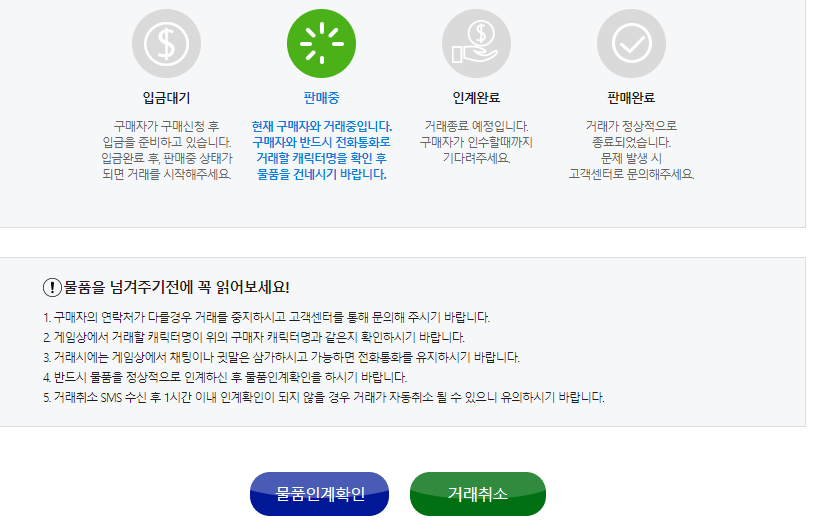 입금대기
구매자가 구매신청 후
입금을 준비하고 있습니다.
입금완료 후, 판매중 상태가
되면 거래를 시작해주세요.
판매중
현재 구매자와 거래중입니다.
구매자와 반드시 전화통화로
거래할 캐릭터명을 확인 후
물품을 건네시기 바랍니다.
인계완료
거래종료 예정입니다.
구매자가 인수할때까지
기다려주세요.
판매완료
거래가 정상적으로
종료되었습니다.
문제 발생 시
고객센터로 문의해주세요.
물품을 넘겨주기전에 꼭 읽어보세요!
1. 구매자의 연락처가 다를경우 거래를 중지하시고 고객센터를 통해 문의해 주시기 바랍니다.
2. 게임상에서 거래할 캐릭터명이 위의 구매자 캐릭터명과 같은지 확인하시기 바랍니다.
3. 거래시에는 게임상에서 채팅이나 귓말은 삼가하시고 가능하면 전화통화를 유지하시기 바랍니다.
4. 반드시 물품을 정상적으로 인계하신 후 물품인계확인을 하시기 바랍니다.
5. 거래취소 SMS 수신 후 1시간 이내 인계확인이 되지 않을 경우 거래가 자동취소 될 수 있으니 유의하시기 바랍니다.
물품인계확인
거래취소